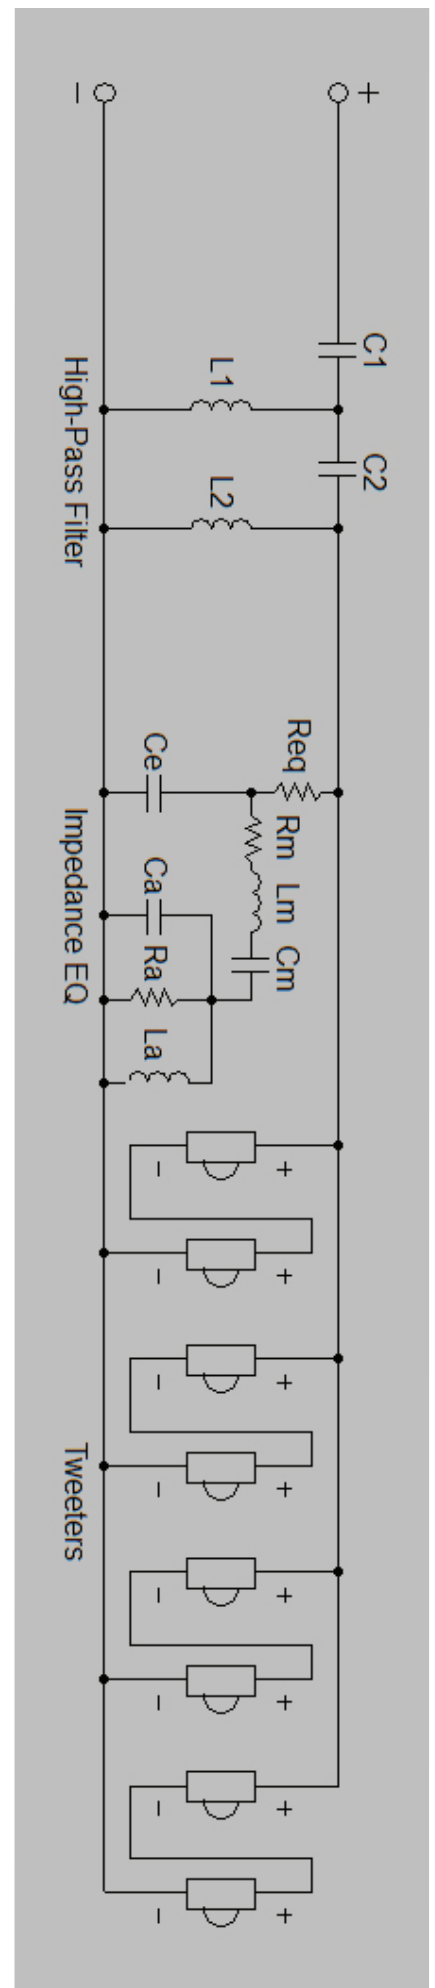 +
−
C1
L1
C2
L2
High-Pass Filter
Req
Ce
Rm
Lm
Cm
Ca
Ra
La
Impedance EQ
+
−
+
−
+
−
+
−
+
−
+
−
+
−
+
−
Tweeters